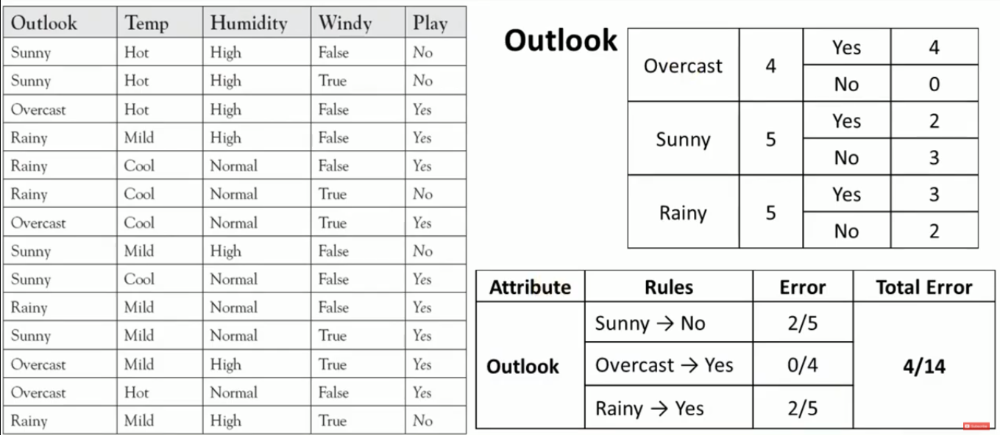 Outlook Temp Humidity Windy Play
Sunny Hot High False No
Sunny Hot High True No
Overcast Hot High False Yes
Rainy Mild High False Yes
Rainy Cool Normal False Yes
Rainy Cool Normal True No
Overcast Cool Normal True Yes
Sunny Mild High False No
Sunny Cool Normal False Yes
Rainy Mild Normal False Yes
Sunny Mild Normal True Yes
Overcast Mild High True Yes
Overcast Hot Normal False Yes
Rainy Mild High True No
Outlook
Overcast 4 Yes 4
No 0
Sunny 5 Yes 2
No 3
Rainy 5 Yes 3
No 2
Attribute Rules Error Total Error
Outlook Sunny → No 2/5 4/14
Overcast → Yes 0/4
Rainy → Yes 2/5
Subscribe